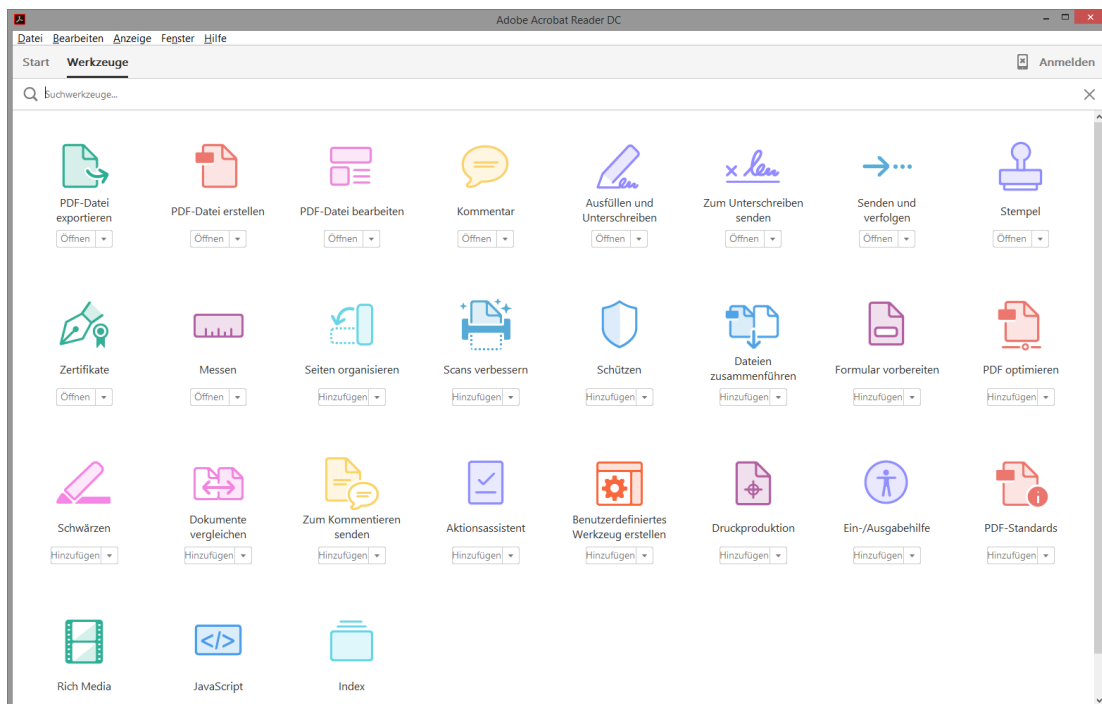 Adobe Acrobat Reader DC
Datei Bearbeiten Anzeige Fenster Hilfe
Start Werkzeuge Anmelden
Suchwerkzeuge...
PDF-Datei
exportieren
PDF-Datei erstellen
PDF-Datei bearbeiten
Kommentar
Ausfüllen und
Unterschreiben
Zum Unterschreiben
senden
Senden und
verfolgen
Stempel
Öffnen Öffnen Öffnen Öffnen Öffnen Öffnen Öffnen Öffnen
Zertifikate
Messen
Seiten organisieren
Scans verbessern
Schützen
Dateien
zusammenführen
Formular vorbereiten
PDF optimieren
Öffnen Öffnen Hinzufügen Hinzufügen Hinzufügen Hinzufügen Hinzufügen Hinzufügen
Schwärzen
Dokumente
vergleichen
Zum Kommentieren
senden
Aktionsassistent
Benutzerdefiniertes
Werkzeug erstellen
Druckproduktion
Ein-/Ausgabehilfe
PDF-Standards
Hinzufügen Hinzufügen Hinzufügen Hinzufügen Hinzufügen Hinzufügen Hinzufügen Hinzufügen
</>
Rich Media
JavaScript
Index